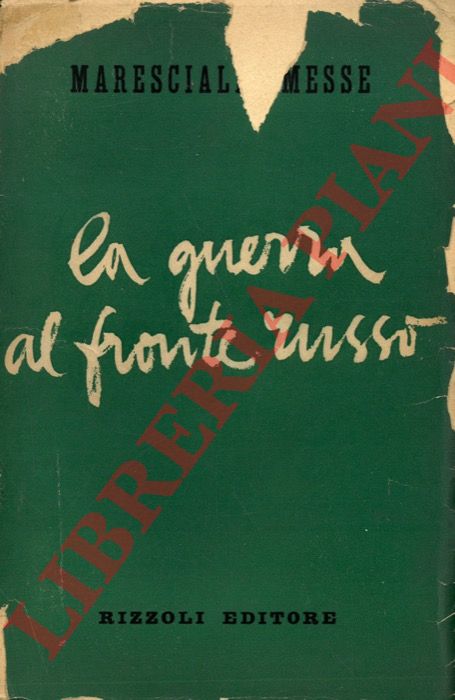 MARESCIAL MESSE
la guerra
al fronte russo
RIZZOLI EDITORE
LIBRERIA PIANI